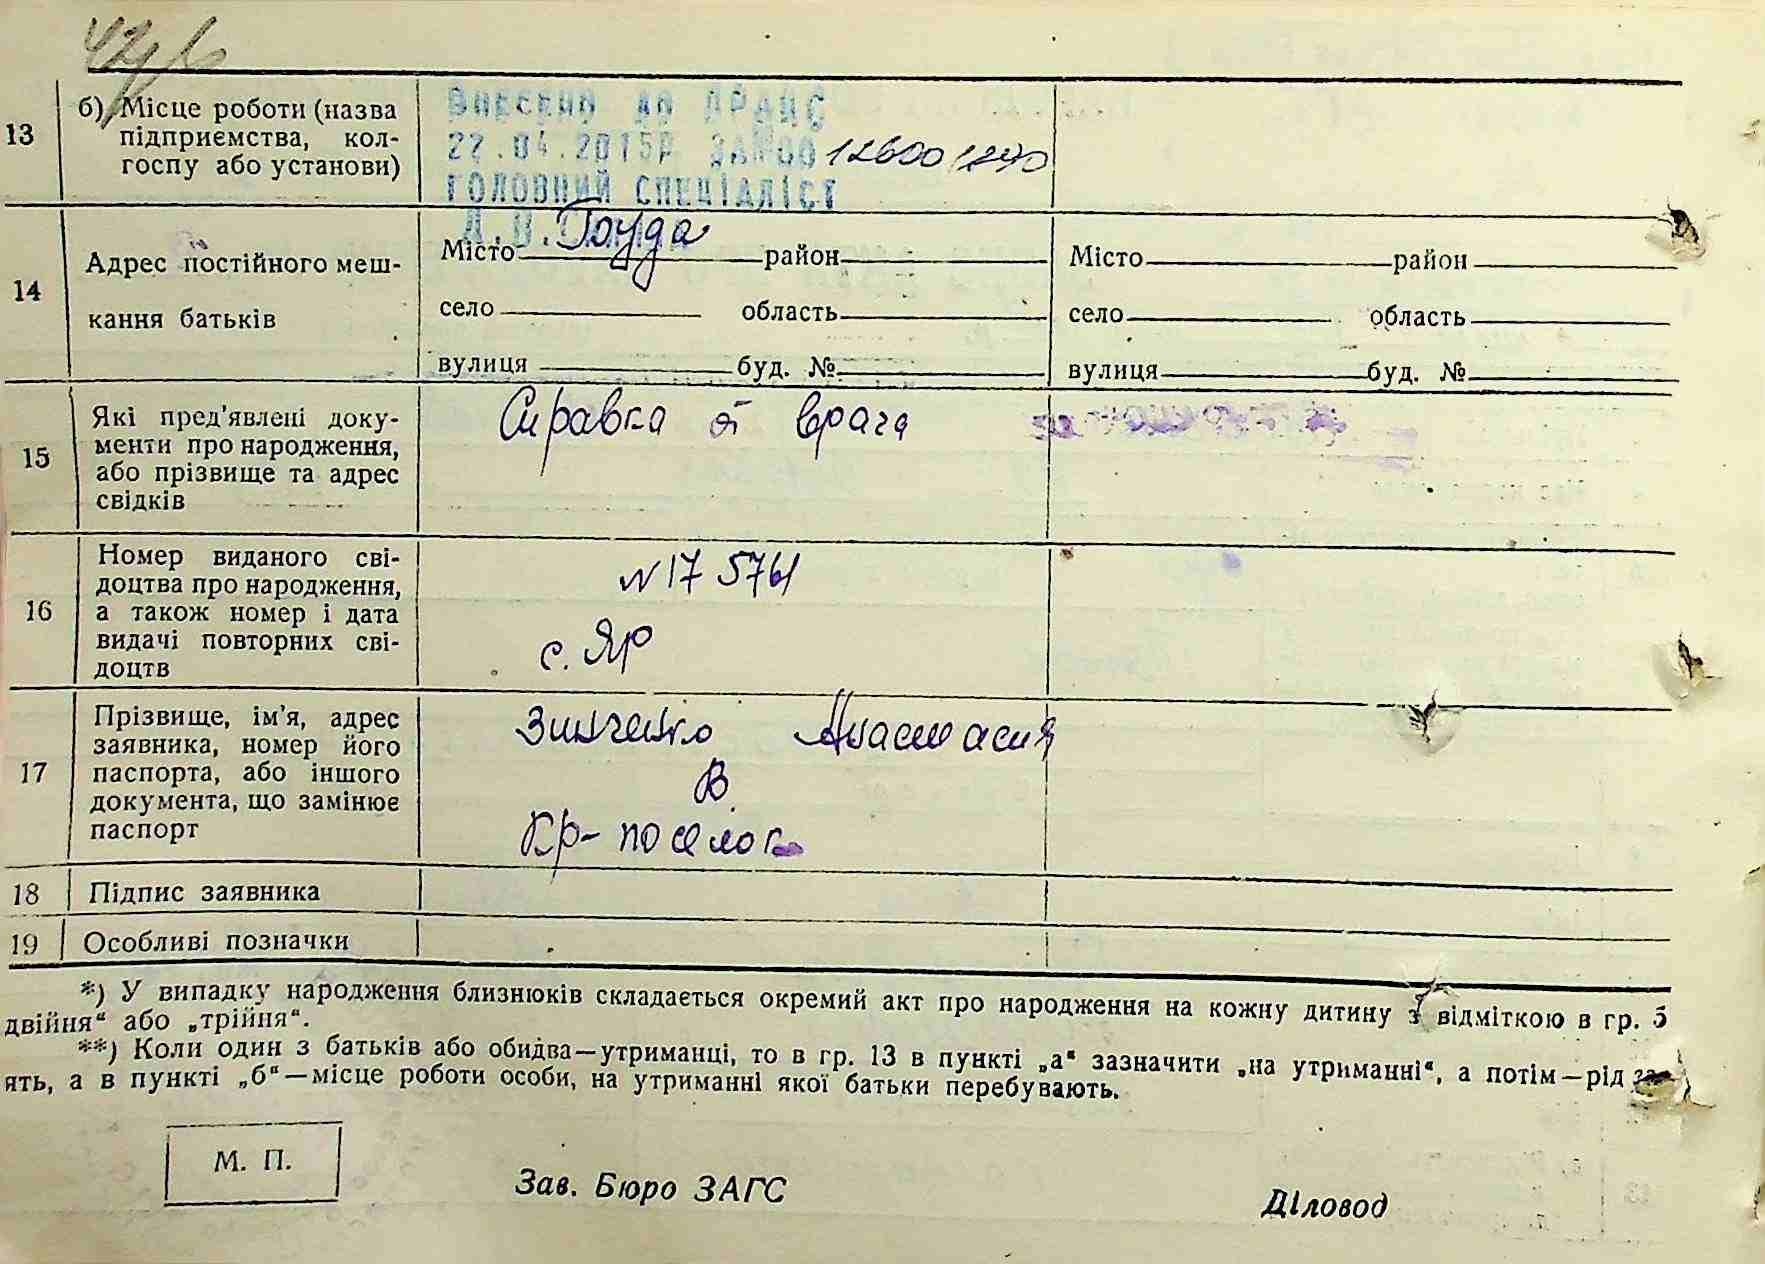 13
б) Місце роботи (назва
підприємства, кол-
госпу або установи)
Внесено до ДРАЦС
22.04.2015р ЗА№00 126001290
ГОЛОВНИЙ СПЕЦІАЛІСТ
14
Адрес постійного меш-
кання батьків
Місто район
село область
вулиця буд. №
Місто район
село область
вулиця буд. №
15
Які пред'явлені доку-
менти про народження,
або прізвище та адрес
свідків
Справка от врача
16
Номер виданого сві-
доцтва про народження,
а також номер і дата
видачі повторних сві-
доцтв
N 17
с. Яр
17
Прізвище, ім'я, адрес
заявника, номер його
паспорта, або іншого
документа, що замінює
паспорт
Зинченко Анастасия
В.
Кр-поселок
18 Підпис заявника
19 Особливі позначки
*) У випадку народження близнюків складається окремий акт про народження на кожну дитину з відміткою в гр. 5
двійня“ або „трійня“.
**) Коли один з батьків або обидва—утриманці, то в гр. 13 в пункті „а“ зазначити „на утриманні“, а потім—рід
ять, а в пункті „б“—місце роботи особи, на утриманні якої батьки перебувають.
М. П.
Зав. Бюро ЗАГС
Діловод